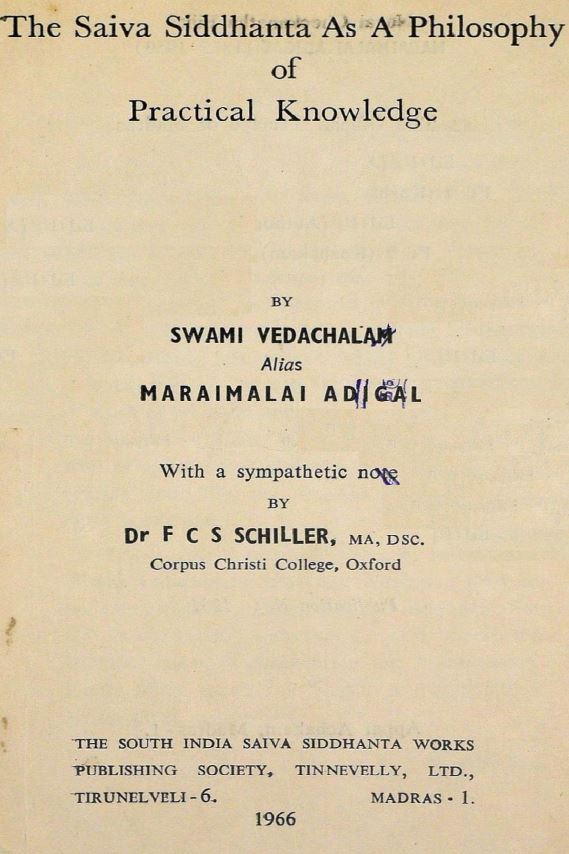 The Saiva Siddhanta As A Philosophy
of
Practical Knowledge
BY
SWAMI VEDACHALAM
Alias
MARAIMALAI ADIGAL
With a sympathetic note
BY
Dr F C S SCHILLER, MA, DSC.
Corpus Christi College, Oxford
THE SOUTH INDIA SAIVA SIDDHANTA WORKS
PUBLISHING SOCIETY, TINNEVELLY, LTD.,
TIRUNELVELI - 6. MADRAS - 1.
1966